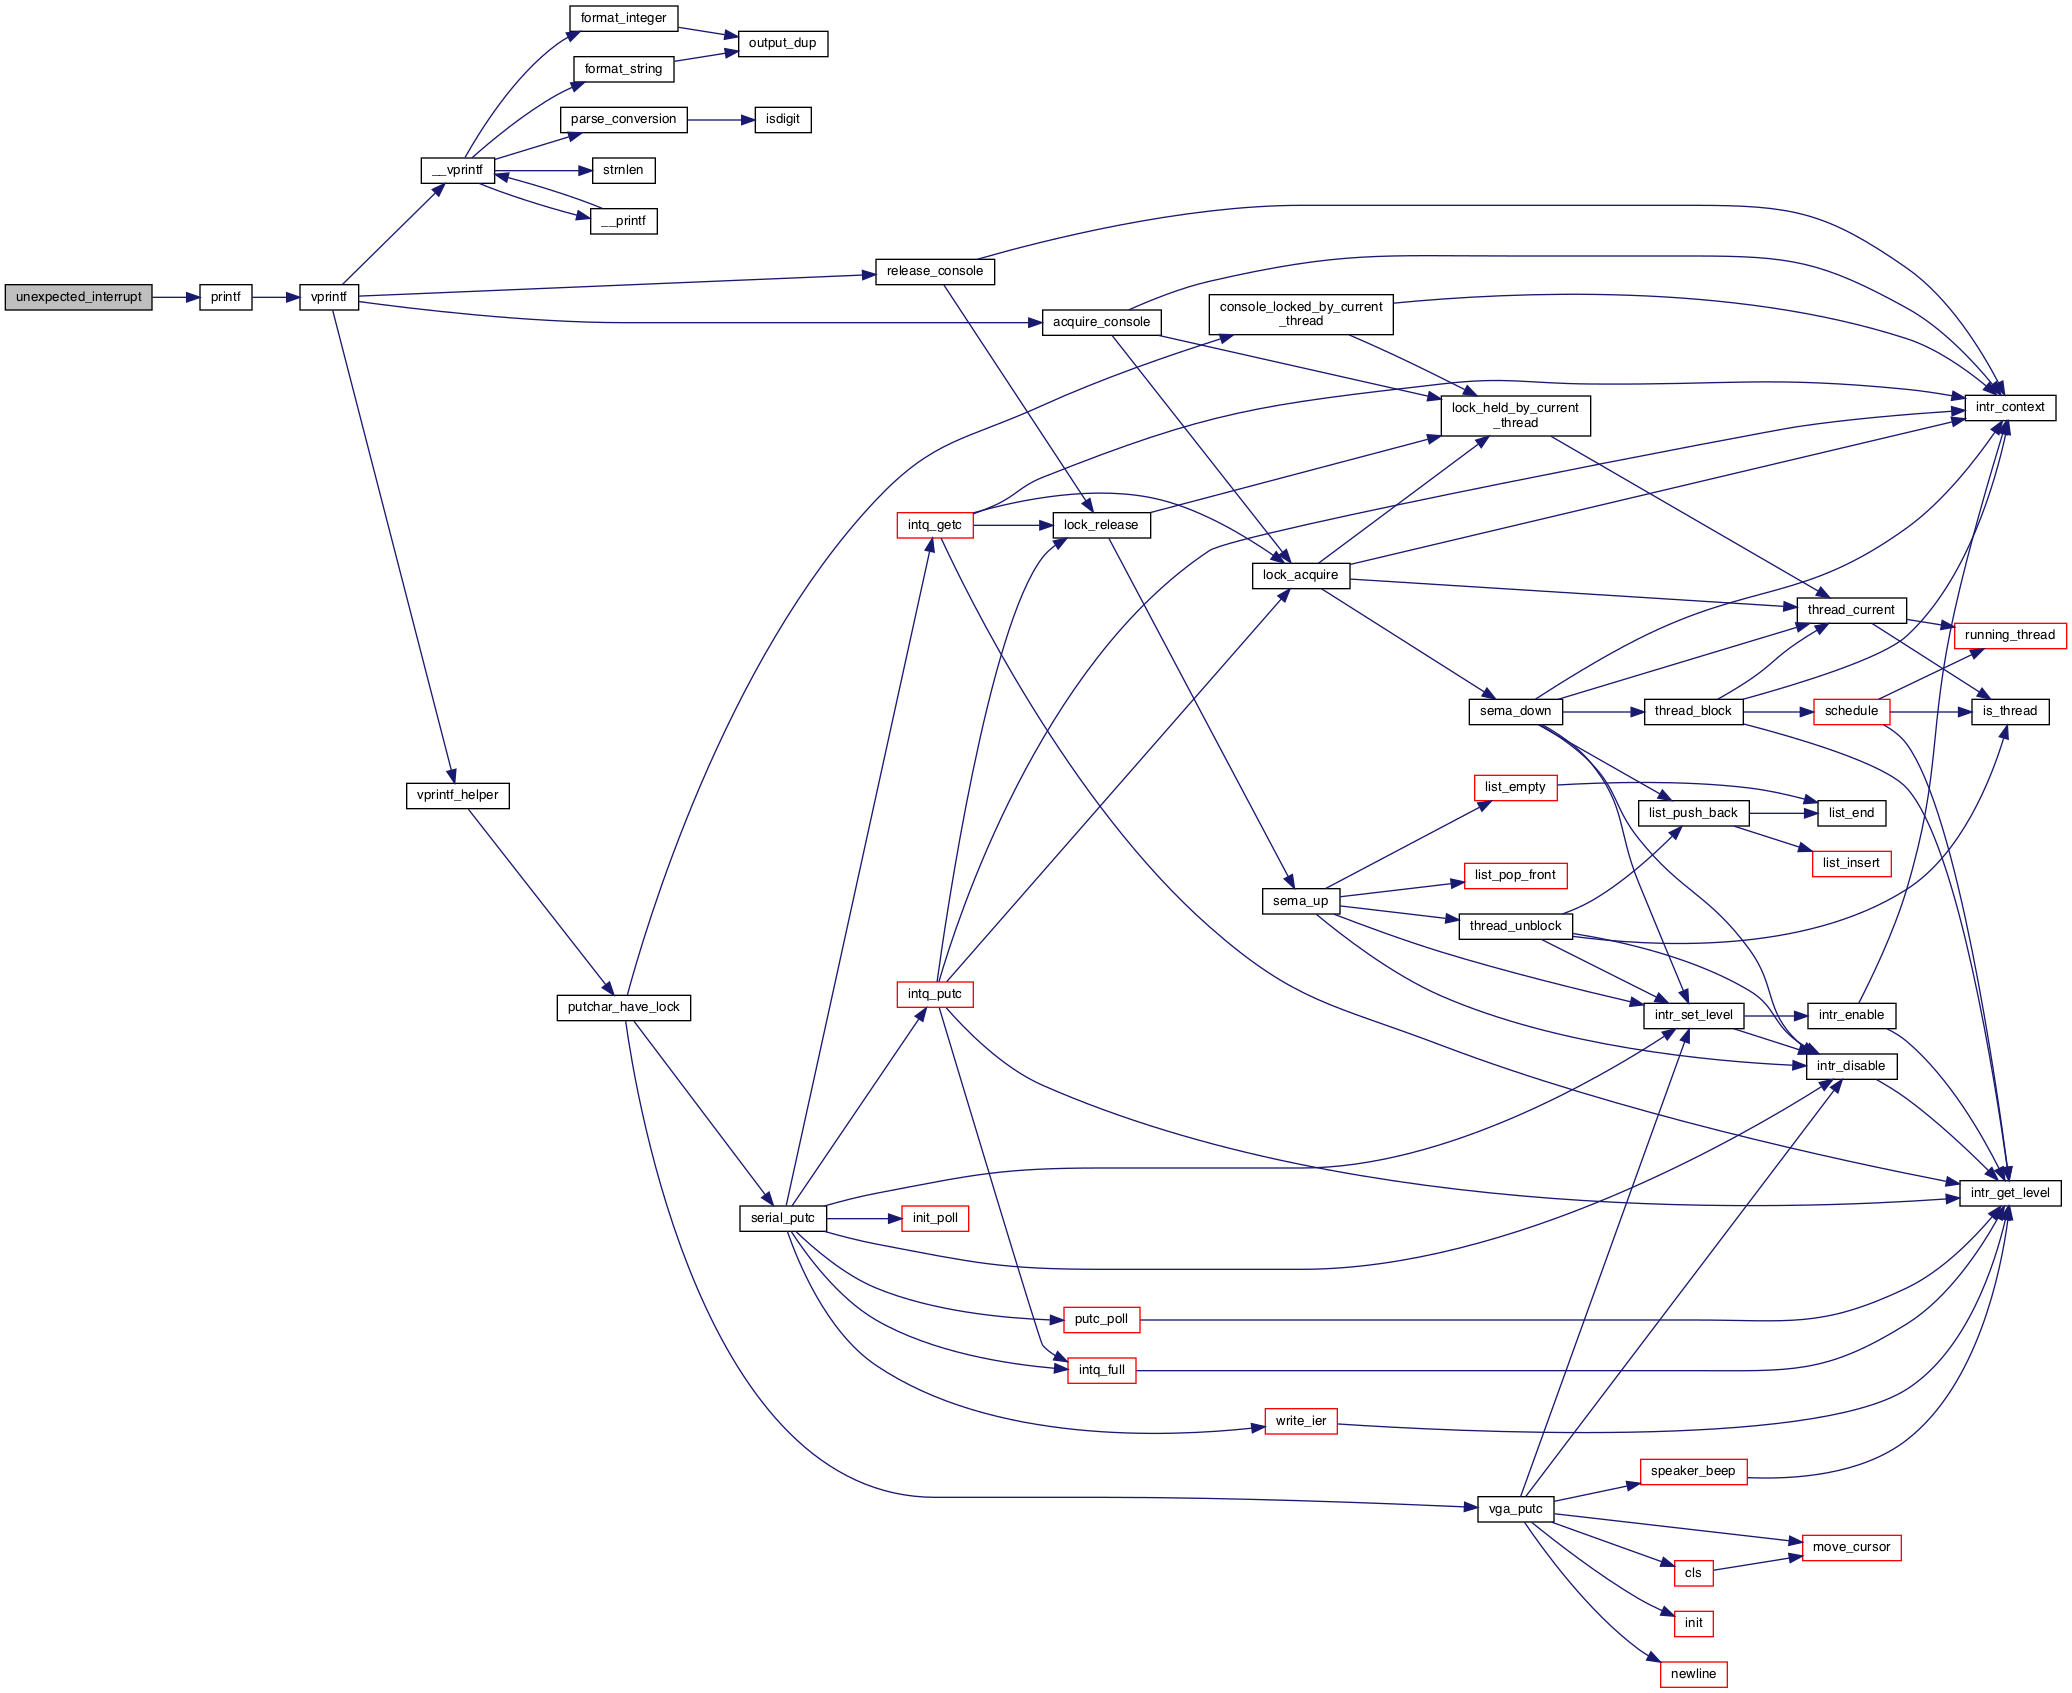 format_integer
output_dup
format_string
parse_conversion
isdigit
__vprintf
strnlen
__printf
release_console
unexpected_interrupt
printf
vprintf
acquire_console
console_locked_by_current
_thread
lock_held_by_current
_thread
intr_context
intq_getc
lock_release
lock_acquire
thread_current
running_thread
sema_down
thread_block
schedule
is_thread
vprintf_helper
list_empty
list_push_back
list_end
list_insert
list_pop_front
sema_up
thread_unblock
intq_putc
putchar_have_lock
intr_set_level
intr_enable
intr_disable
intr_get_level
serial_putc
init_poll
putc_poll
intq_full
write_ier
speaker_beep
vga_putc
move_cursor
cls
init
newline